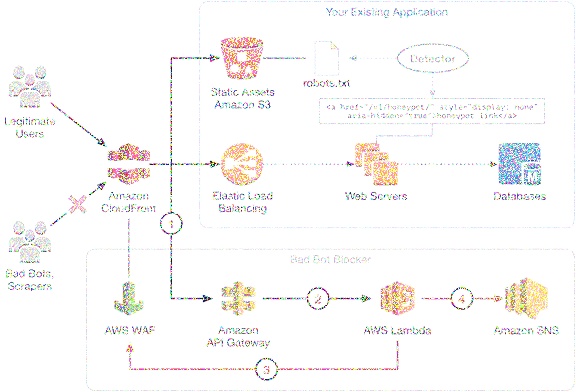 Your Existing Application
Static Assets
Amazon S3
robots.txt
Detector
<a href="/v1/honeypot/" style="display: none"
aria-hidden="true">honeypot link</a>
Legitimate
Users
Amazon
CloudFront
Elastic Load
Balancing
Web Servers
Databases
Bad Bots,
Scrapers
1
Bad Bot Blocker
AWS WAF
Amazon
API Gateway
2
AWS Lambda
4
Amazon SNS
3